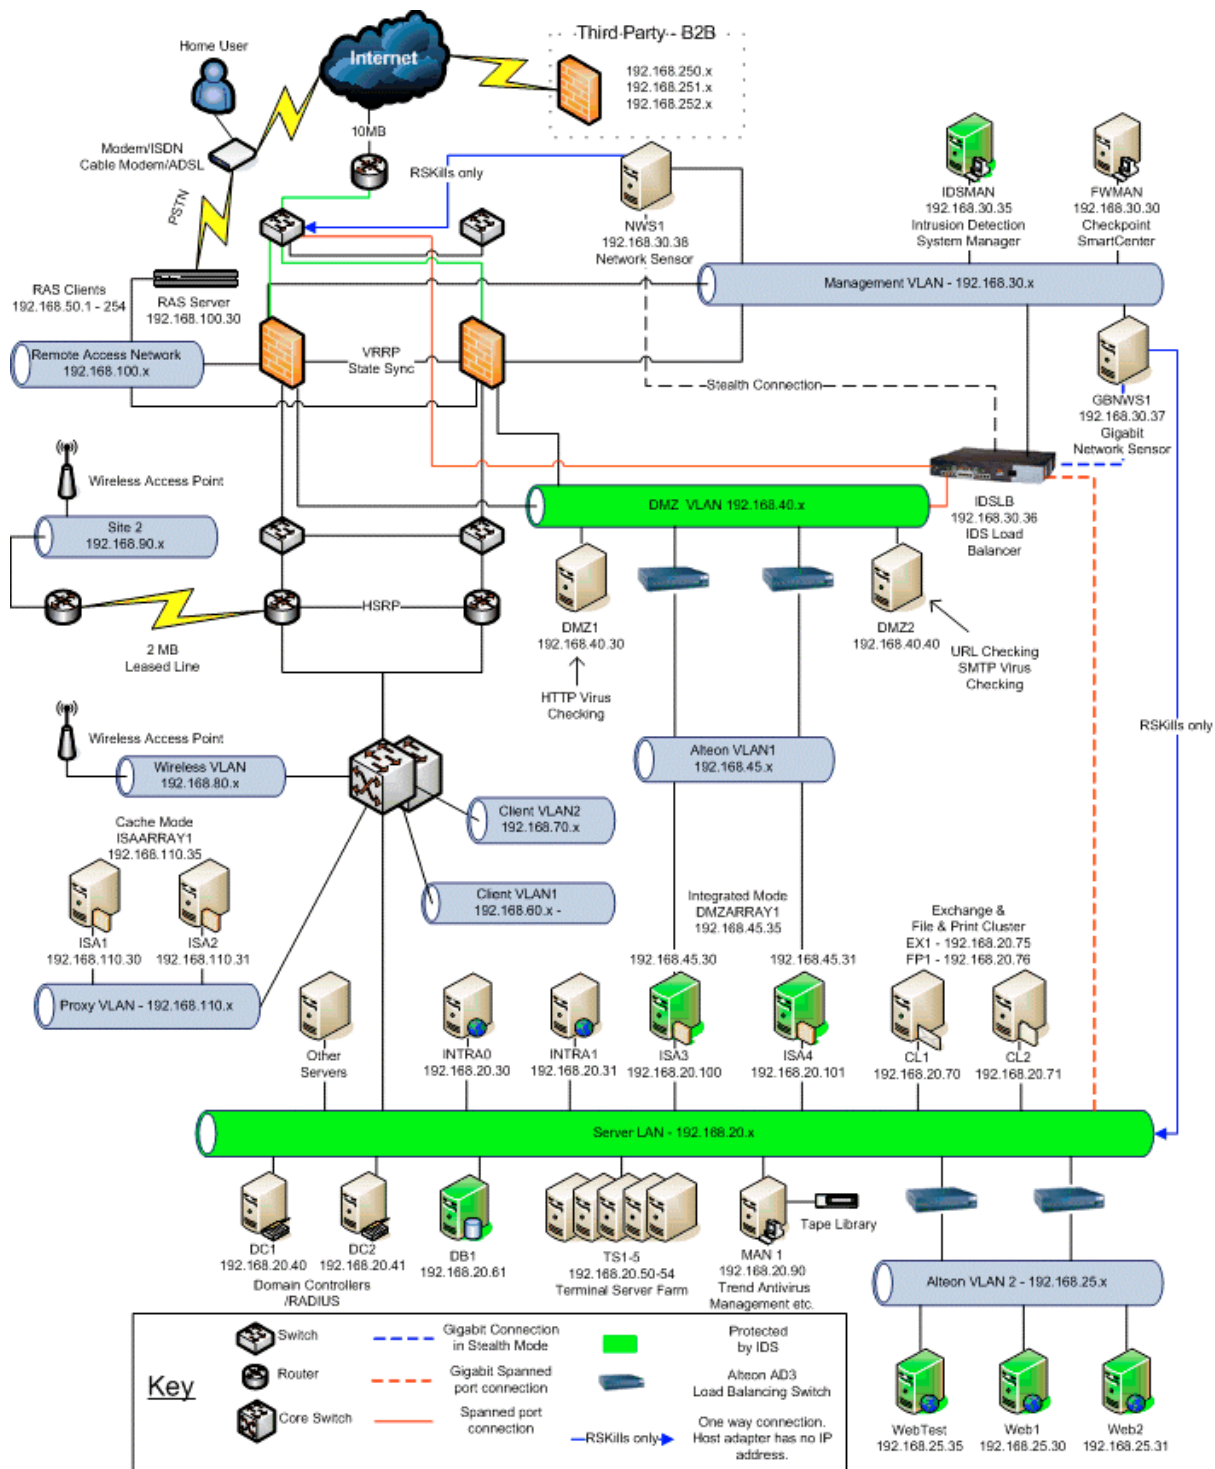 Third Party - B2B
192.168.250.x
192.168.251.x
192.168.252.x
Home User
Internet
10MB
Modem/ISDN
Cable Modem/ADSL
PSTN
RSKills only
NWS1
192.168.30.38
Network Sensor
IDSMAN
192.168.30.35
Intrusion Detection
System Manager
FWMAN
192.168.30.30
Checkpoint
SmartCenter
Management VLAN - 192.168.30.x
RAS Clients
192.168.50.1 - 254
RAS Server
192.168.100.30
Remote Access Network
192.168.100.x
VRRP
State Sync
Stealth Connection
GBNWS1
192.168.30.37
Gigabit
Network Sensor
Wireless Access Point
Site 2
192.168.90.x
DMZ VLAN 192.168.40.x
IDSLB
192.168.30.36
IDS Load
Balancer
HSRP
2 MB
Leased Line
DMZ1
192.168.40.30
HTTP Virus
Checking
DMZ2
192.168.40.40
URL Checking
SMTP Virus
Checking
RSKills only
Wireless Access Point
Wireless VLAN
192.168.80.x
Alteon VLAN1
192.168.45.x
Client VLAN2
192.168.70.x
Client VLAN1
192.168.60.x -
Cache Mode
ISAARRAY1
192.168.110.35
ISA1
192.168.110.30
ISA2
192.168.110.31
Proxy VLAN - 192.168.110.x
Integrated Mode
DMZARRAY1
192.168.45.35
192.168.45.30
192.168.45.31
Exchange &
File & Print Cluster
EX1 - 192.168.20.75
FP1 - 192.168.20.76
Other
Servers
INTRA0
192.168.20.30
INTRA1
192.168.20.31
ISA3
192.168.20.100
ISA4
192.168.20.101
CL1
192.168.20.70
CL2
192.168.20.71
Server LAN - 192.168.20.x
DC1
192.168.20.40
DC2
192.168.20.41
Domain Controllers
/RADIUS
DB1
192.168.20.61
TS1-5
192.168.20.50-54
Terminal Server Farm
MAN 1
192.168.20.90
Trend Antivirus
Management etc.
Tape Library
Alteon VLAN 2 - 192.168.25.x
WebTest
192.168.25.35
Web1
192.168.25.30
Web2
192.168.25.31
Key
Switch
Router
Core Switch
Gigabit Connection
in Stealth Mode
Gigabit Spanned
port connection
Spanned port
connection
Protected
by IDS
Alteon AD3
Load Balancing Switch
RSKills only
One way connection.
Host adapter has no IP
address.